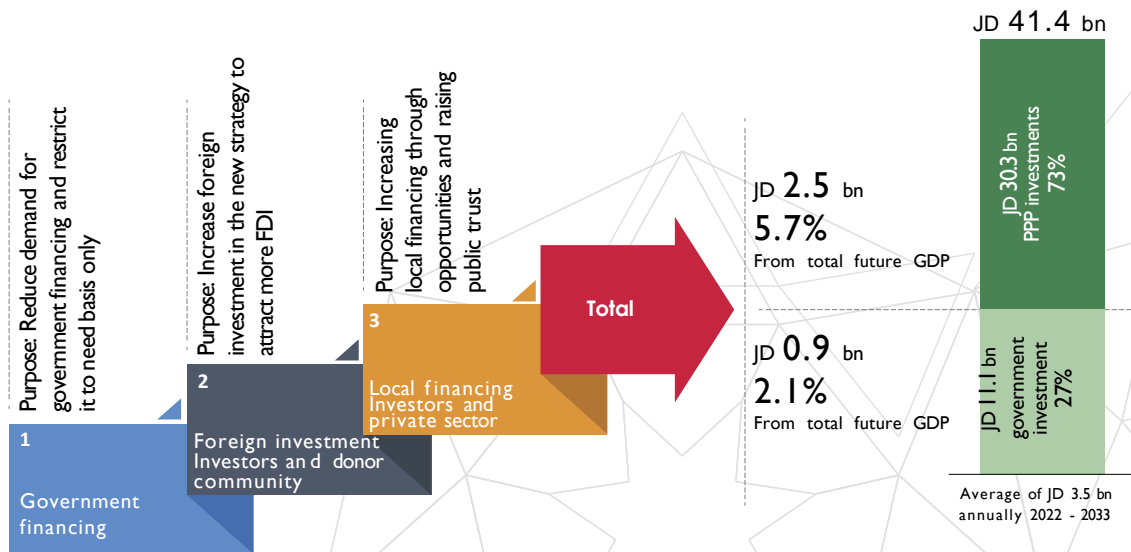 Purpose: Reduce demand for
government financing and restrict
it to need basis only
1
Government
financing
Purpose: Increase foreign
investment in the new strategy to
attract more FDI
2
Foreign investment
Investors and donor
community
Purpose: Increasing
local financing through
opportunities and raising
public trust
3
Local financing
Investors and
private sector
Total
JD 2.5 bn
5.7%
From total future GDP
JD 0.9 bn
2.1%
From total future GDP
JD 41.4 bn
JD 30.3 bn
PPP investments
73%
JD 11.1 bn
government
investment
27%
Average of JD 3.5 bn
annually 2022 - 2033